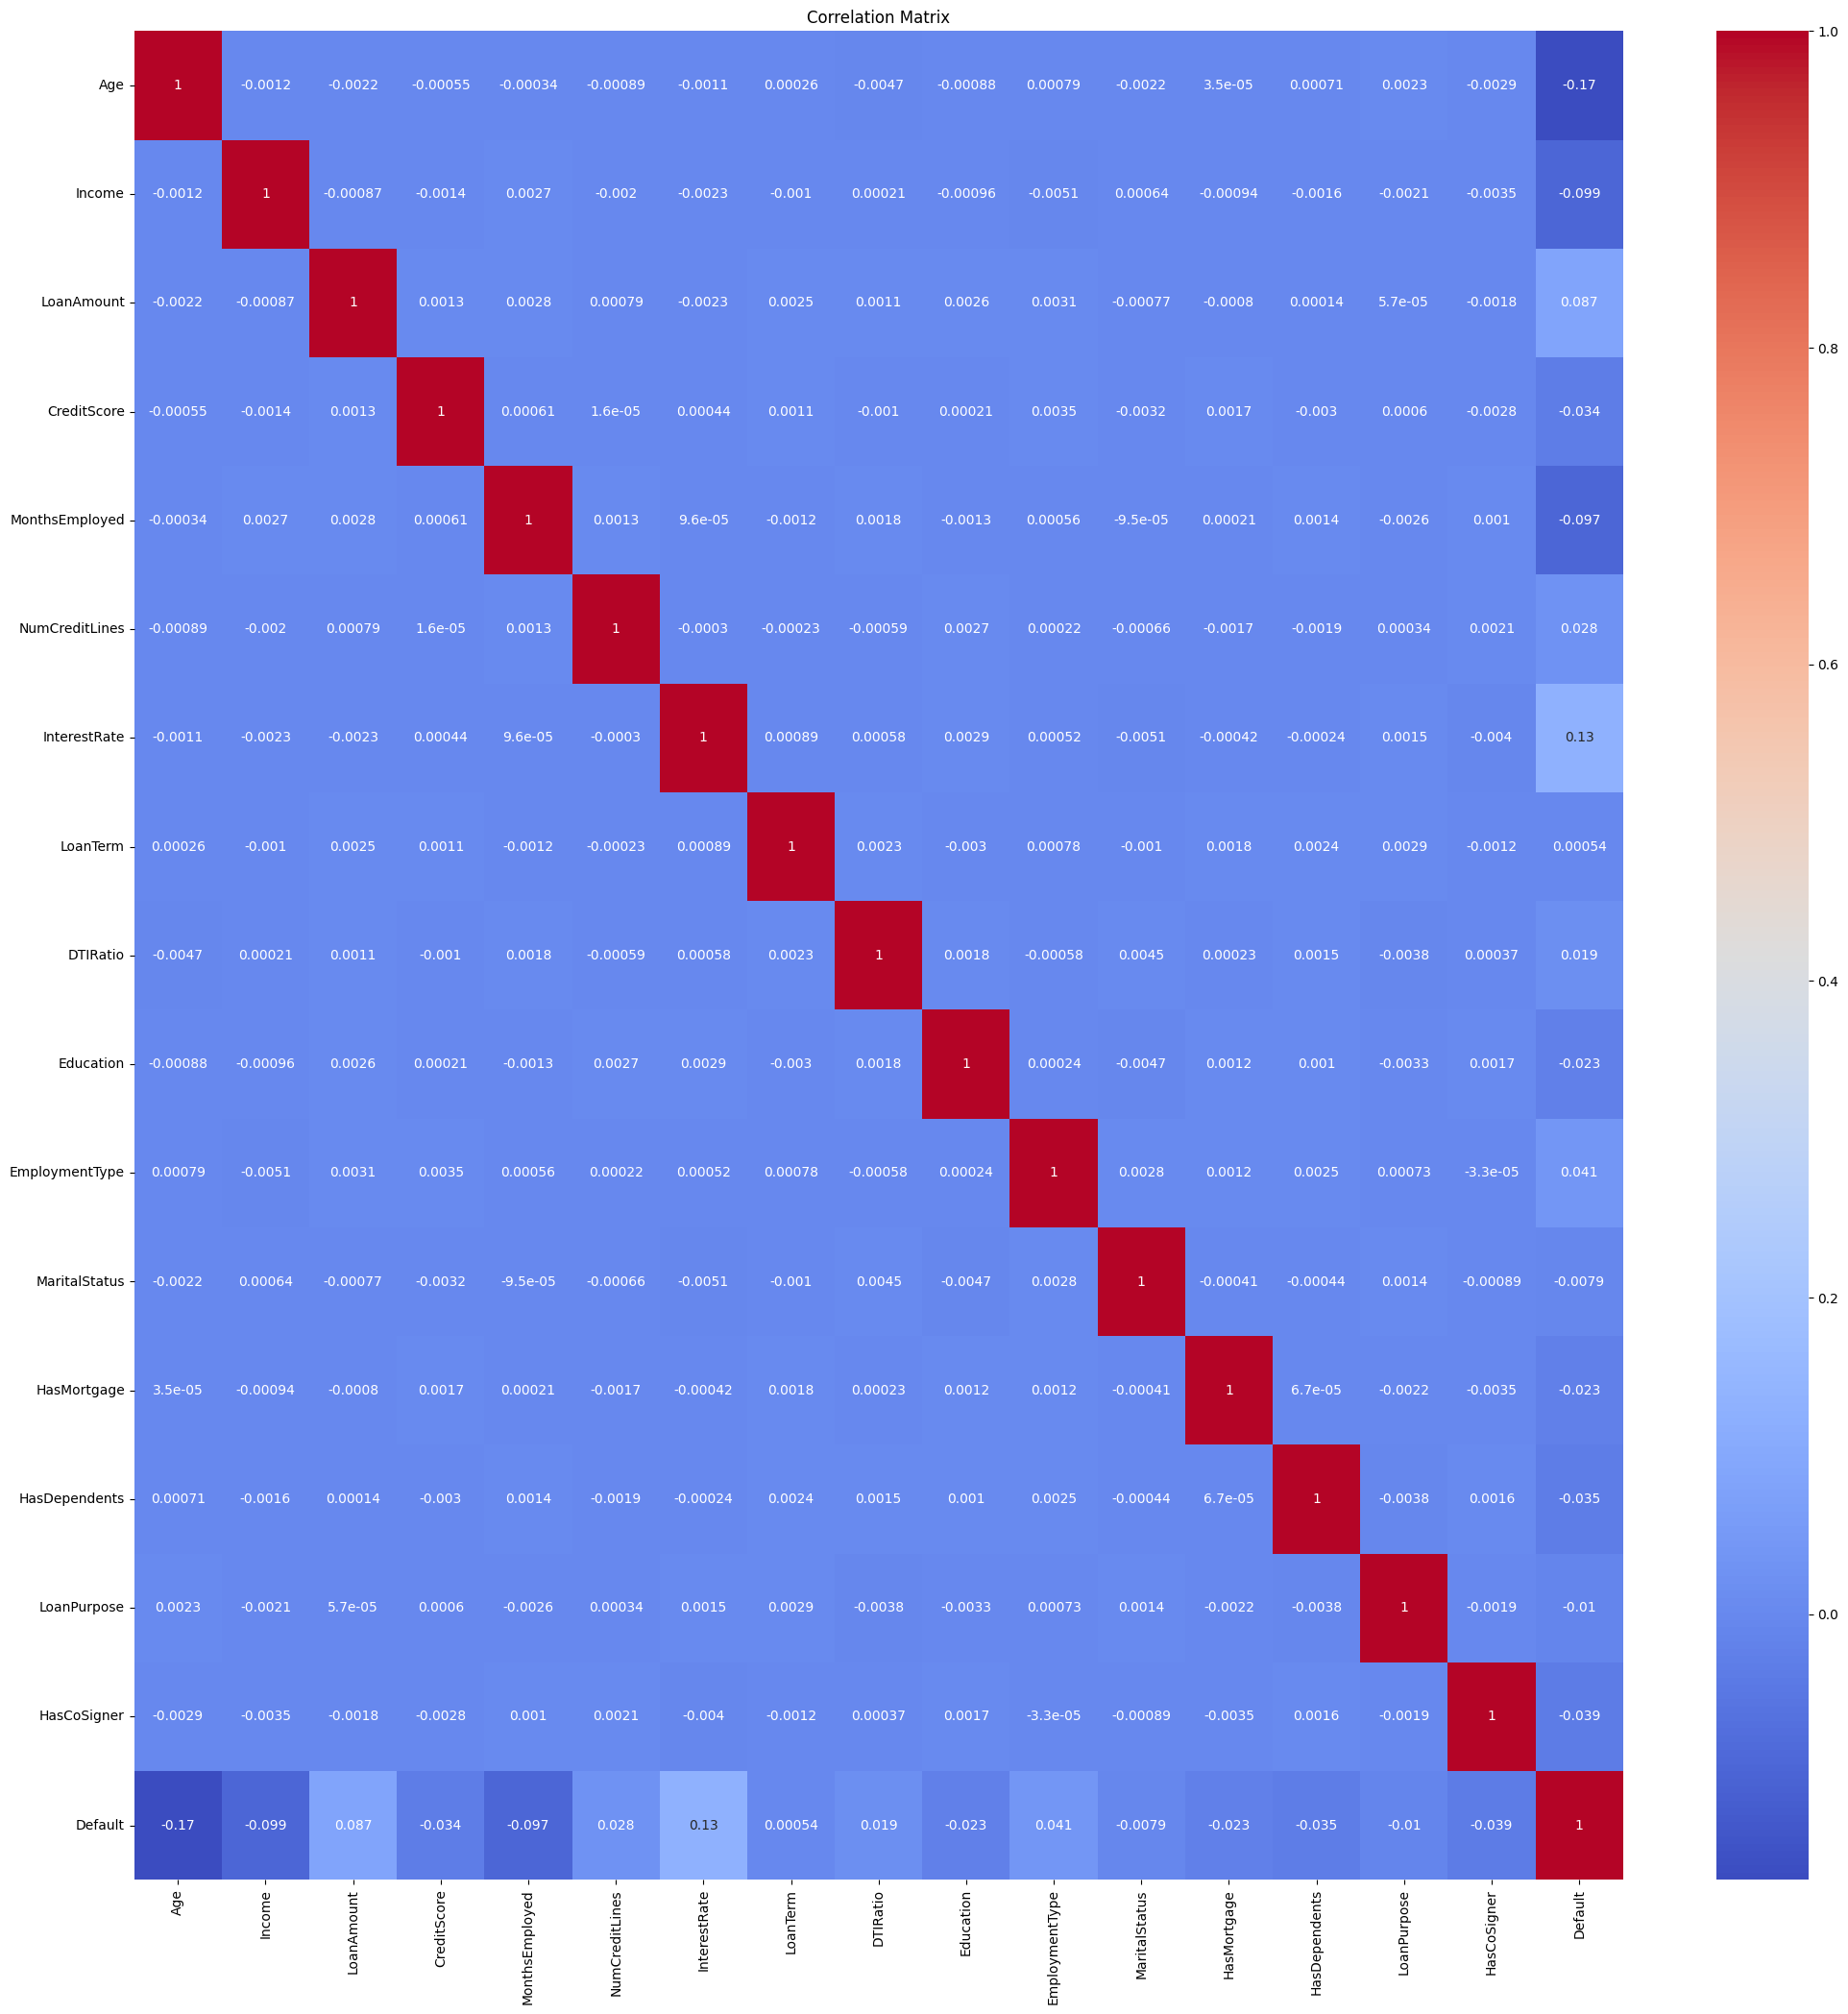 Correlation Matrix
Age 1 -0.0012 -0.0022 -0.00055 -0.00034 -0.00089 -0.0011 0.00026 -0.0047 -0.00088 0.00079 -0.0022 3.5e-05 0.00071 0.0023 -0.0029 -0.17
Income -0.0012 1 -0.00087 -0.0014 0.0027 -0.002 -0.0023 -0.001 0.00021 -0.00096 -0.0051 0.00064 -0.00094 -0.0016 -0.0021 -0.0035 -0.099
LoanAmount -0.0022 -0.00087 1 0.0013 0.0028 0.00079 -0.0023 0.0025 0.0011 0.0026 0.0031 -0.00077 -0.0008 0.00014 5.7e-05 -0.0018 0.087
CreditScore -0.00055 -0.0014 0.0013 1 0.00061 1.6e-05 0.00044 0.0011 -0.001 0.00021 0.0035 -0.0032 0.0017 -0.003 0.0006 -0.0028 -0.034
MonthsEmployed -0.00034 0.0027 0.0028 0.00061 1 0.0013 9.6e-05 -0.0012 0.0018 -0.0013 0.00056 -9.5e-05 0.00021 0.0014 -0.0026 0.001 -0.097
NumCreditLines -0.00089 -0.002 0.00079 1.6e-05 0.0013 1 -0.0003 -0.00023 -0.00059 0.0027 0.00022 -0.00066 -0.0017 -0.0019 0.00034 0.0021 0.028
InterestRate -0.0011 -0.0023 -0.0023 0.00044 9.6e-05 -0.0003 1 0.00089 0.00058 0.0029 0.00052 -0.0051 -0.00042 -0.00024 0.0015 -0.004 0.13
LoanTerm 0.00026 -0.001 0.0025 0.0011 -0.0012 -0.00023 0.00089 1 0.0023 -0.003 0.00078 -0.001 0.0018 0.0024 0.0029 -0.0012 0.00054
DTIRatio -0.0047 0.00021 0.0011 -0.001 0.0018 -0.00059 0.00058 0.0023 1 0.0018 -0.00058 0.0045 0.00023 0.0015 -0.0038 0.00037 0.019
Education -0.00088 -0.00096 0.0026 0.00021 -0.0013 0.0027 0.0029 -0.003 0.0018 1 0.00024 -0.0047 0.0012 0.001 -0.0033 0.0017 -0.023
EmploymentType 0.00079 -0.0051 0.0031 0.0035 0.00056 0.00022 0.00052 0.00078 -0.00058 0.00024 1 0.0028 0.0012 0.0025 0.00073 -3.3e-05 0.041
MaritalStatus -0.0022 0.00064 -0.00077 -0.0032 -9.5e-05 -0.00066 -0.0051 -0.001 0.0045 -0.0047 0.0028 1 -0.00041 -0.00044 0.0014 -0.00089 -0.0079
HasMortgage 3.5e-05 -0.00094 -0.0008 0.0017 0.00021 -0.0017 -0.00042 0.0018 0.00023 0.0012 0.0012 -0.00041 1 6.7e-05 -0.0022 -0.0035 -0.023
HasDependents 0.00071 -0.0016 0.00014 -0.003 0.0014 -0.0019 -0.00024 0.0024 0.0015 0.001 0.0025 -0.00044 6.7e-05 1 -0.0038 0.0016 -0.035
LoanPurpose 0.0023 -0.0021 5.7e-05 0.0006 -0.0026 0.00034 0.0015 0.0029 -0.0038 -0.0033 0.00073 0.0014 -0.0022 -0.0038 1 -0.0019 -0.01
HasCoSigner -0.0029 -0.0035 -0.0018 -0.0028 0.001 0.0021 -0.004 -0.0012 0.00037 0.0017 -3.3e-05 -0.00089 -0.0035 0.0016 -0.0019 1 -0.039
Default -0.17 -0.099 0.087 -0.034 -0.097 0.028 0.13 0.00054 0.019 -0.023 0.041 -0.0079 -0.023 -0.035 -0.01 -0.039 1
Age Income LoanAmount CreditScore MonthsEmployed NumCreditLines InterestRate LoanTerm DTIRatio Education EmploymentType MaritalStatus HasMortgage HasDependents LoanPurpose HasCoSigner Default
1.0
0.8
0.6
0.4
0.2
0.0